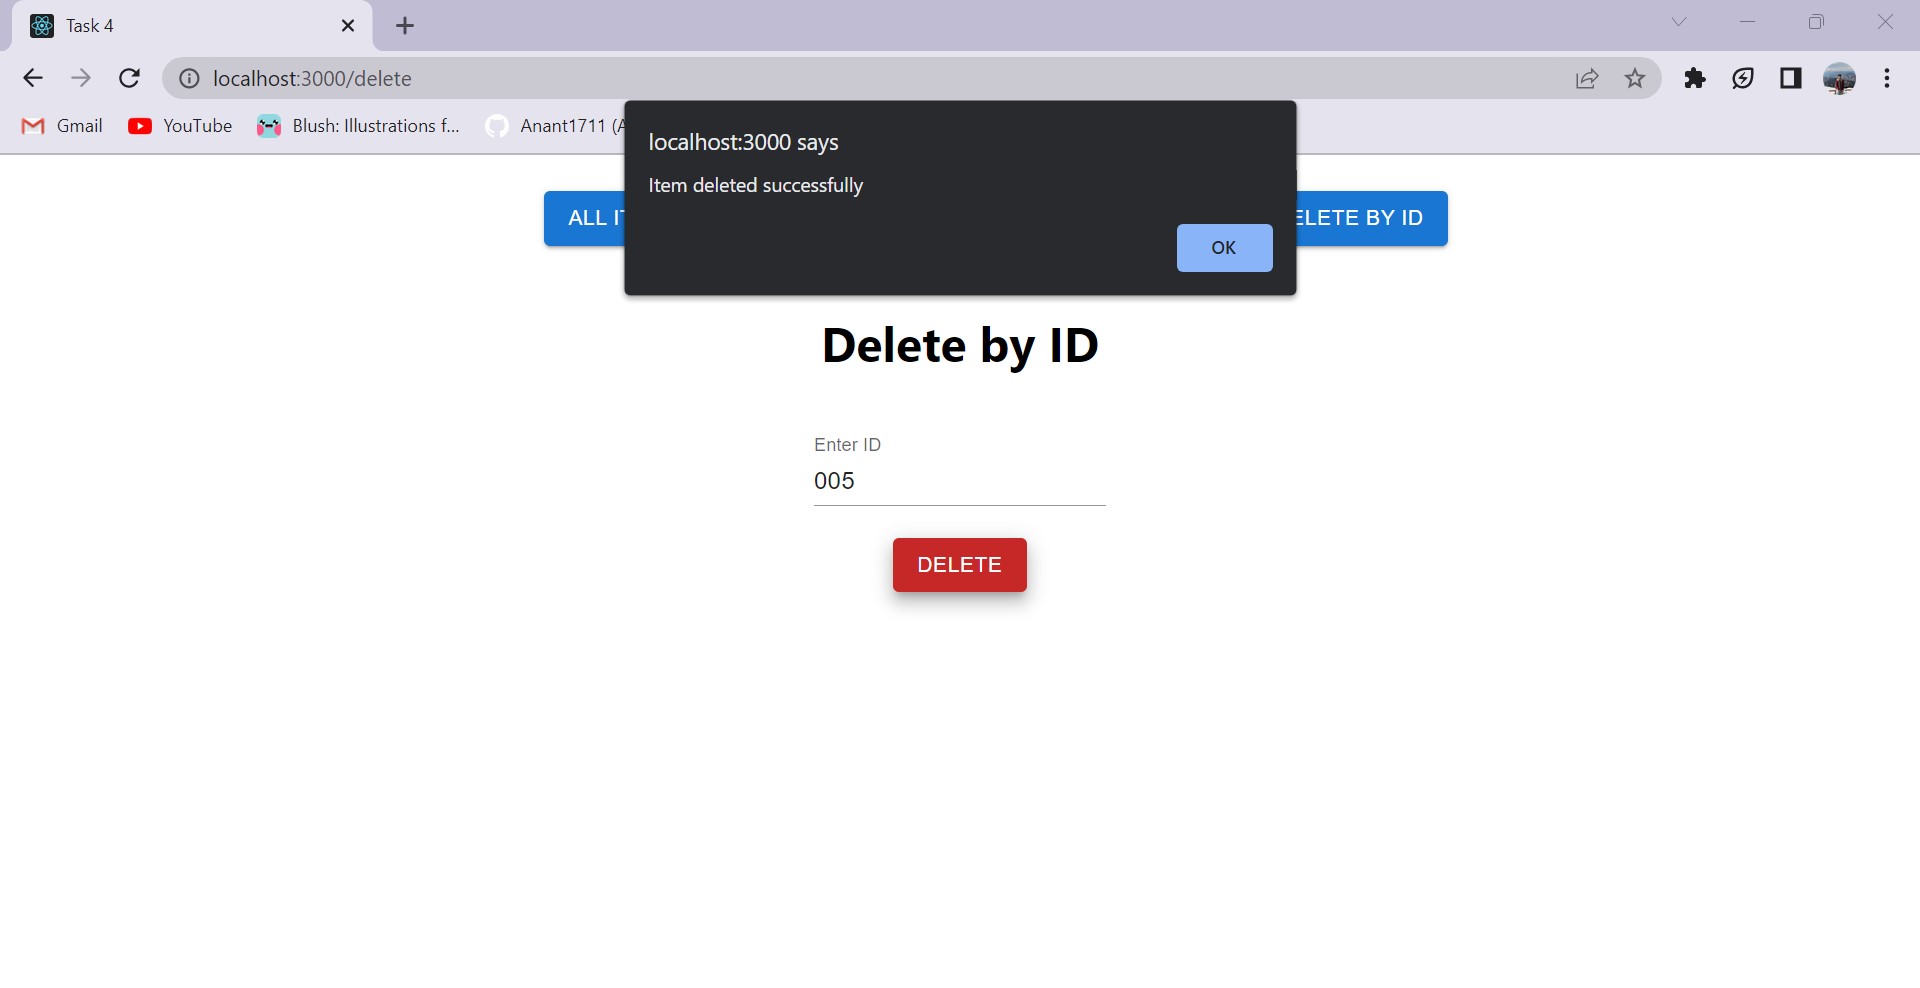 Task 4
localhost:3000/delete
Gmail YouTube Blush: Illustrations f... Anant1711 (A
localhost:3000 says
Item deleted successfully
OK
ALL I ELETE BY ID
Delete by ID
Enter ID
005
DELETE